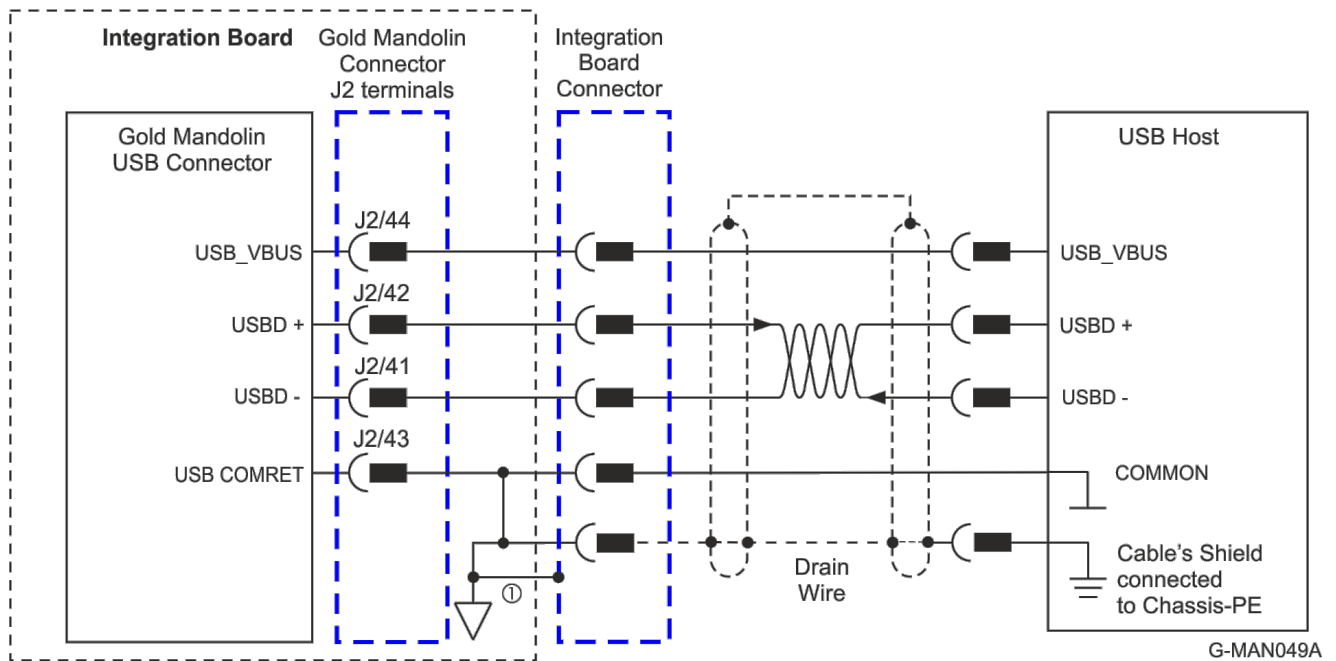 Integration Board
Gold Mandolin
Connector
J2 terminals
Integration
Board
Connector
Gold Mandolin
USB Connector
USB Host
J2/44
USB_VBUS
USB_VBUS
J2/42
USBD +
USBD +
J2/41
USBD -
USBD -
J2/43
USB COMRET
COMMON
Drain
Wire
Cable's Shield
connected
to Chassis-PE
①
G-MAN049A